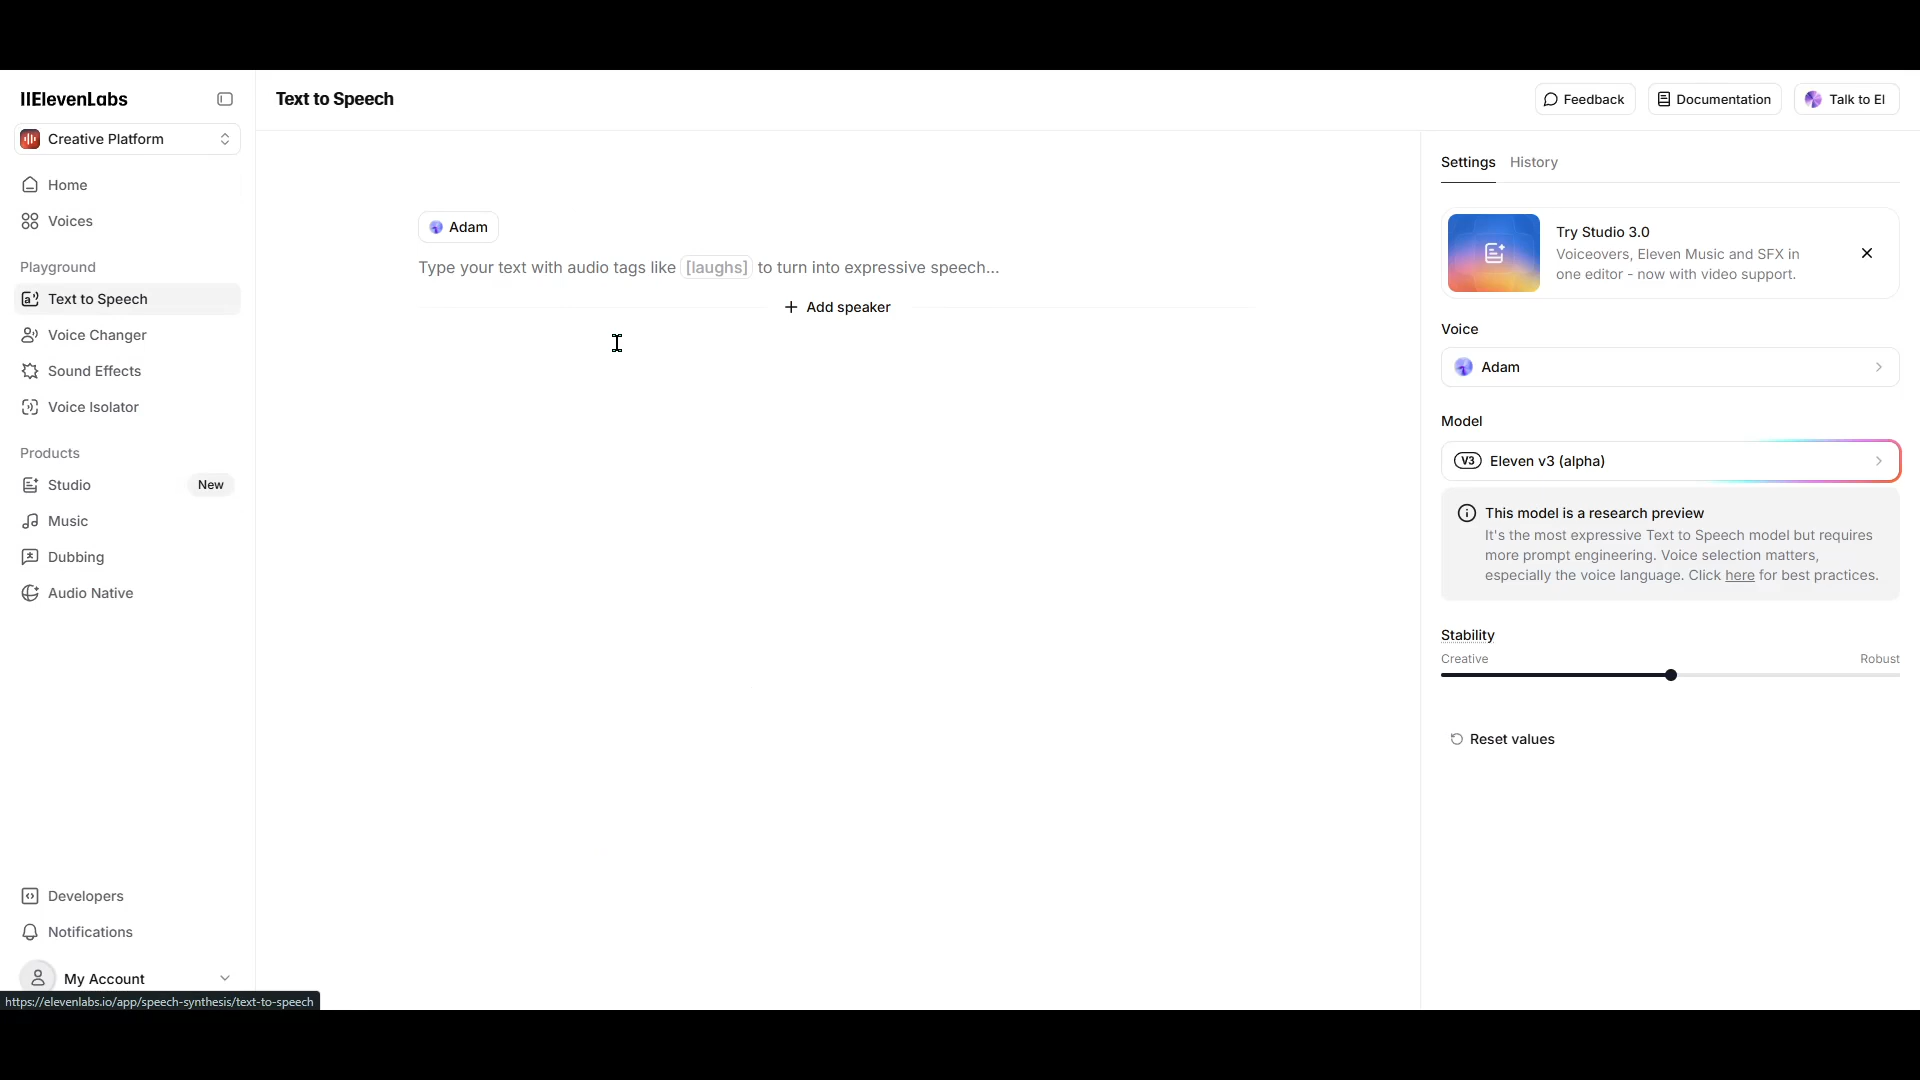 IIElevenLabs
Creative Platform
Home
Voices
Playground
Text to Speech
Voice Changer
Sound Effects
Voice Isolator
Products
Studio
New
Music
Dubbing
Audio Native
Developers
Notifications
My Account
https://elevenlabs.io/app/speech-synthesis/text-to-speech
Text to Speech
Feedback
Documentation
Talk to El
Adam
Type your text with audio tags like [laughs] to turn into expressive speech...
+ Add speaker
Settings
History
Try Studio 3.0
Voiceovers, Eleven Music and SFX in
one editor - now with video support.
Voice
Adam
Model
V3 Eleven v3 (alpha)
This model is a research preview
It's the most expressive Text to Speech model but requires
more prompt engineering. Voice selection matters,
especially the voice language. Click here for best practices.
Stability
Creative
Robust
Reset values